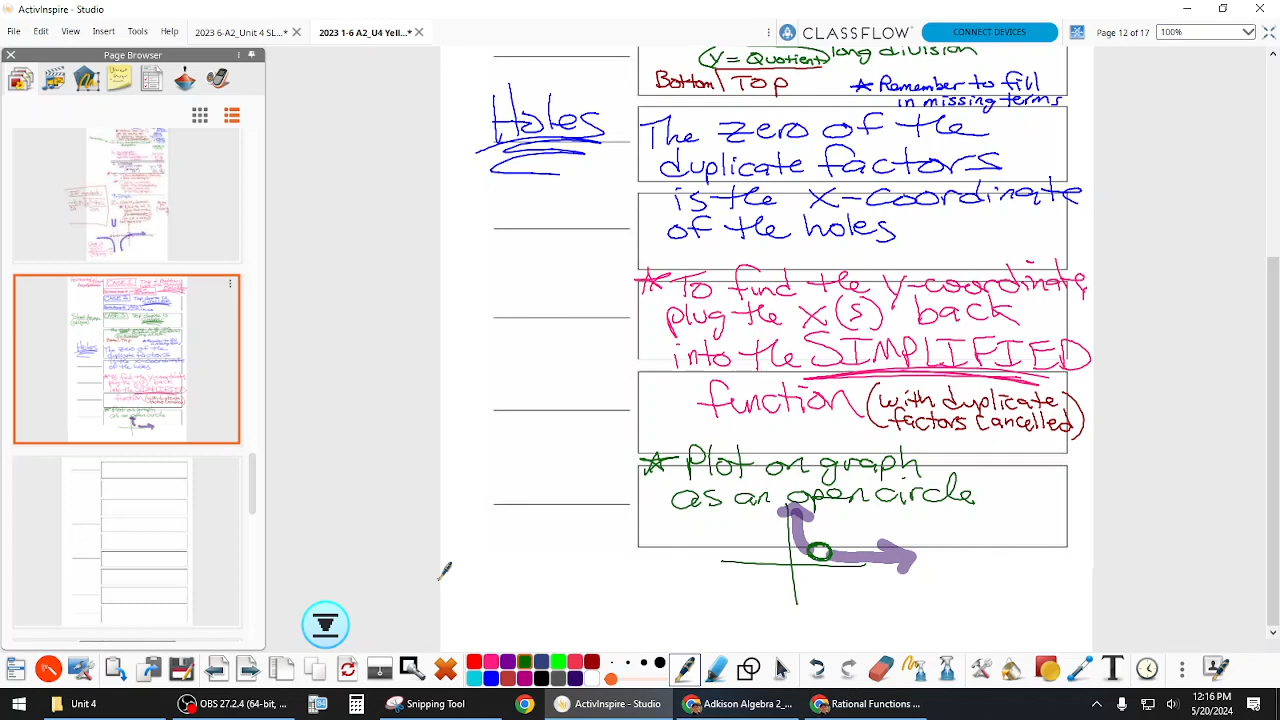 ActivInspire - Studio
File Edit View Insert Tools Help
2023 6-A2_Unit 4 SL...*
2023 1-6 A2_U4 Yell...*
CLASSFLOW
CONNECT DEVICES
Page 12 of 17
100%
Page Browser
y = Quotient long division
Bottom Top
Remember to fill
in missing terms
Holes
The zero of the
duplicate factors
is the x-coordinate
of the holes
To find the y-coordinate,
plug the x(s) back
into the SIMPLIFIED
function (with duplicate
factors cancelled)
Plot on graph
as an open circle
Unit 4
OBS 27.2.4 (64-bit, ...
Snipping Tool
ActivInspire - Studio
Adkison Algebra 2_...
Rational Functions ...
12:16 PM
5/20/2024